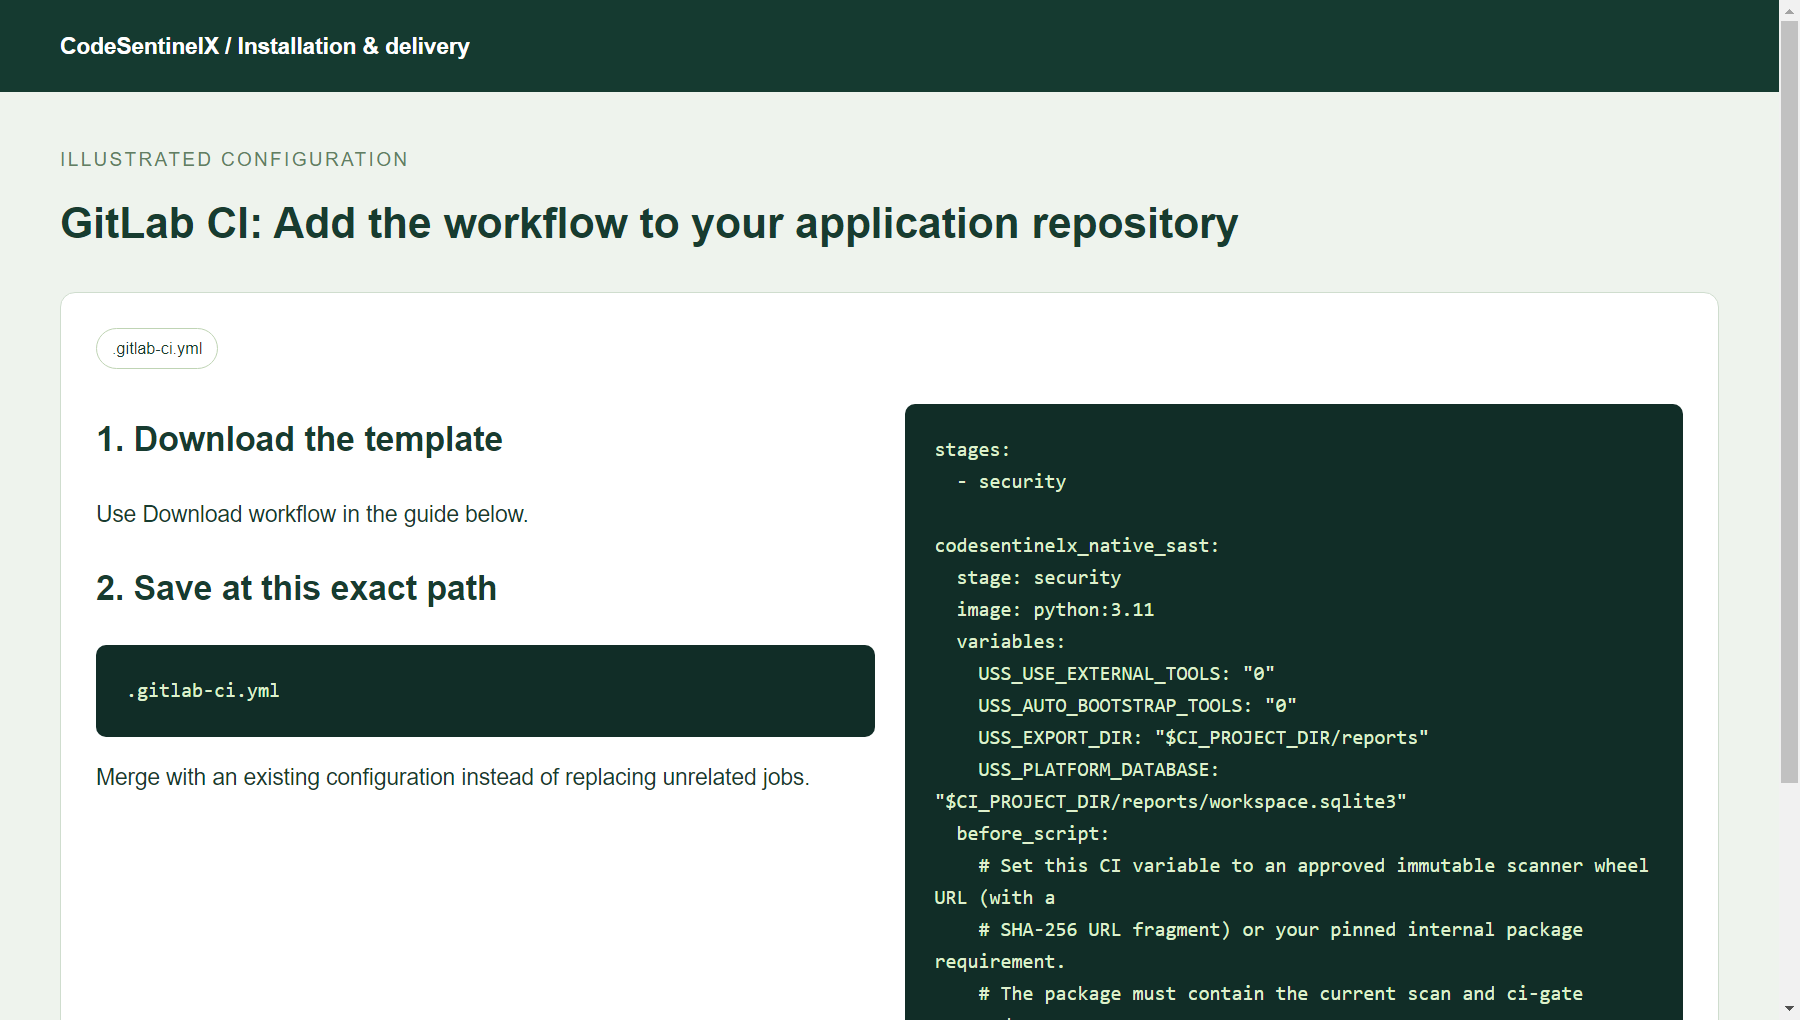 CodeSentinelX / Installation & delivery
ILLUSTRATED CONFIGURATION
GitLab CI: Add the workflow to your application repository
.gitlab-ci.yml
1. Download the template
Use Download workflow in the guide below.
2. Save at this exact path
.gitlab-ci.yml
Merge with an existing configuration instead of replacing unrelated jobs.
stages:
  - security

codesentinelx_native_sast:
  stage: security
  image: python:3.11
  variables:
    USS_USE_EXTERNAL_TOOLS: "0"
    USS_AUTO_BOOTSTRAP_TOOLS: "0"
    USS_EXPORT_DIR: "$CI_PROJECT_DIR/reports"
    USS_PLATFORM_DATABASE:
"$CI_PROJECT_DIR/reports/workspace.sqlite3"
  before_script:
    # Set this CI variable to an approved immutable scanner wheel
URL (with a
    # SHA-256 URL fragment) or your pinned internal package
requirement.
    # The package must contain the current scan and ci-gate